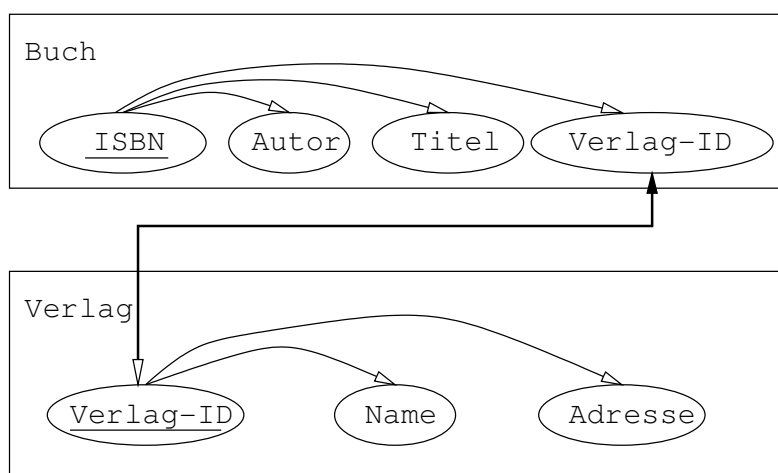 Buch
ISBN Autor Titel Verlag-ID
Verlag
Verlag-ID Name Adresse